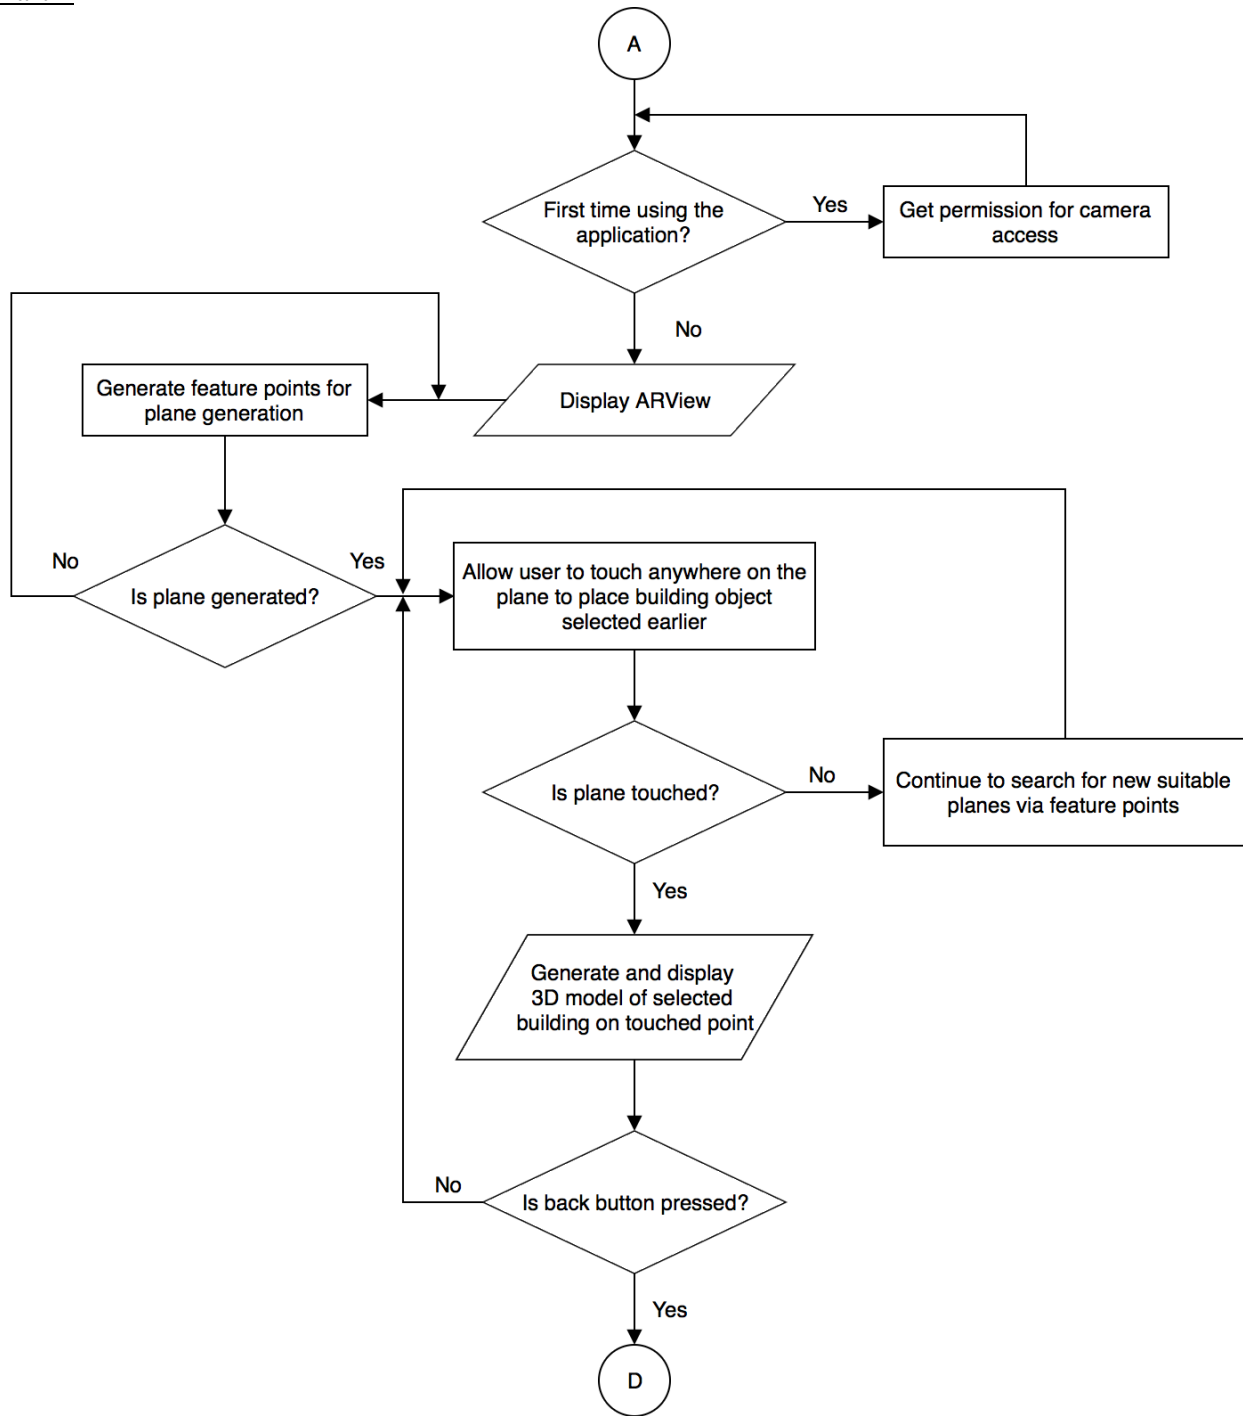 A
First time using the
application?
Yes
Get permission for camera
access
No
Display ARView
Generate feature points for
plane generation
No
Is plane generated?
Yes
Allow user to touch anywhere on the
plane to place building object
selected earlier
Is plane touched?
No
Continue to search for new suitable
planes via feature points
Yes
Generate and display
3D model of selected
building on touched point
No
Is back button pressed?
Yes
D